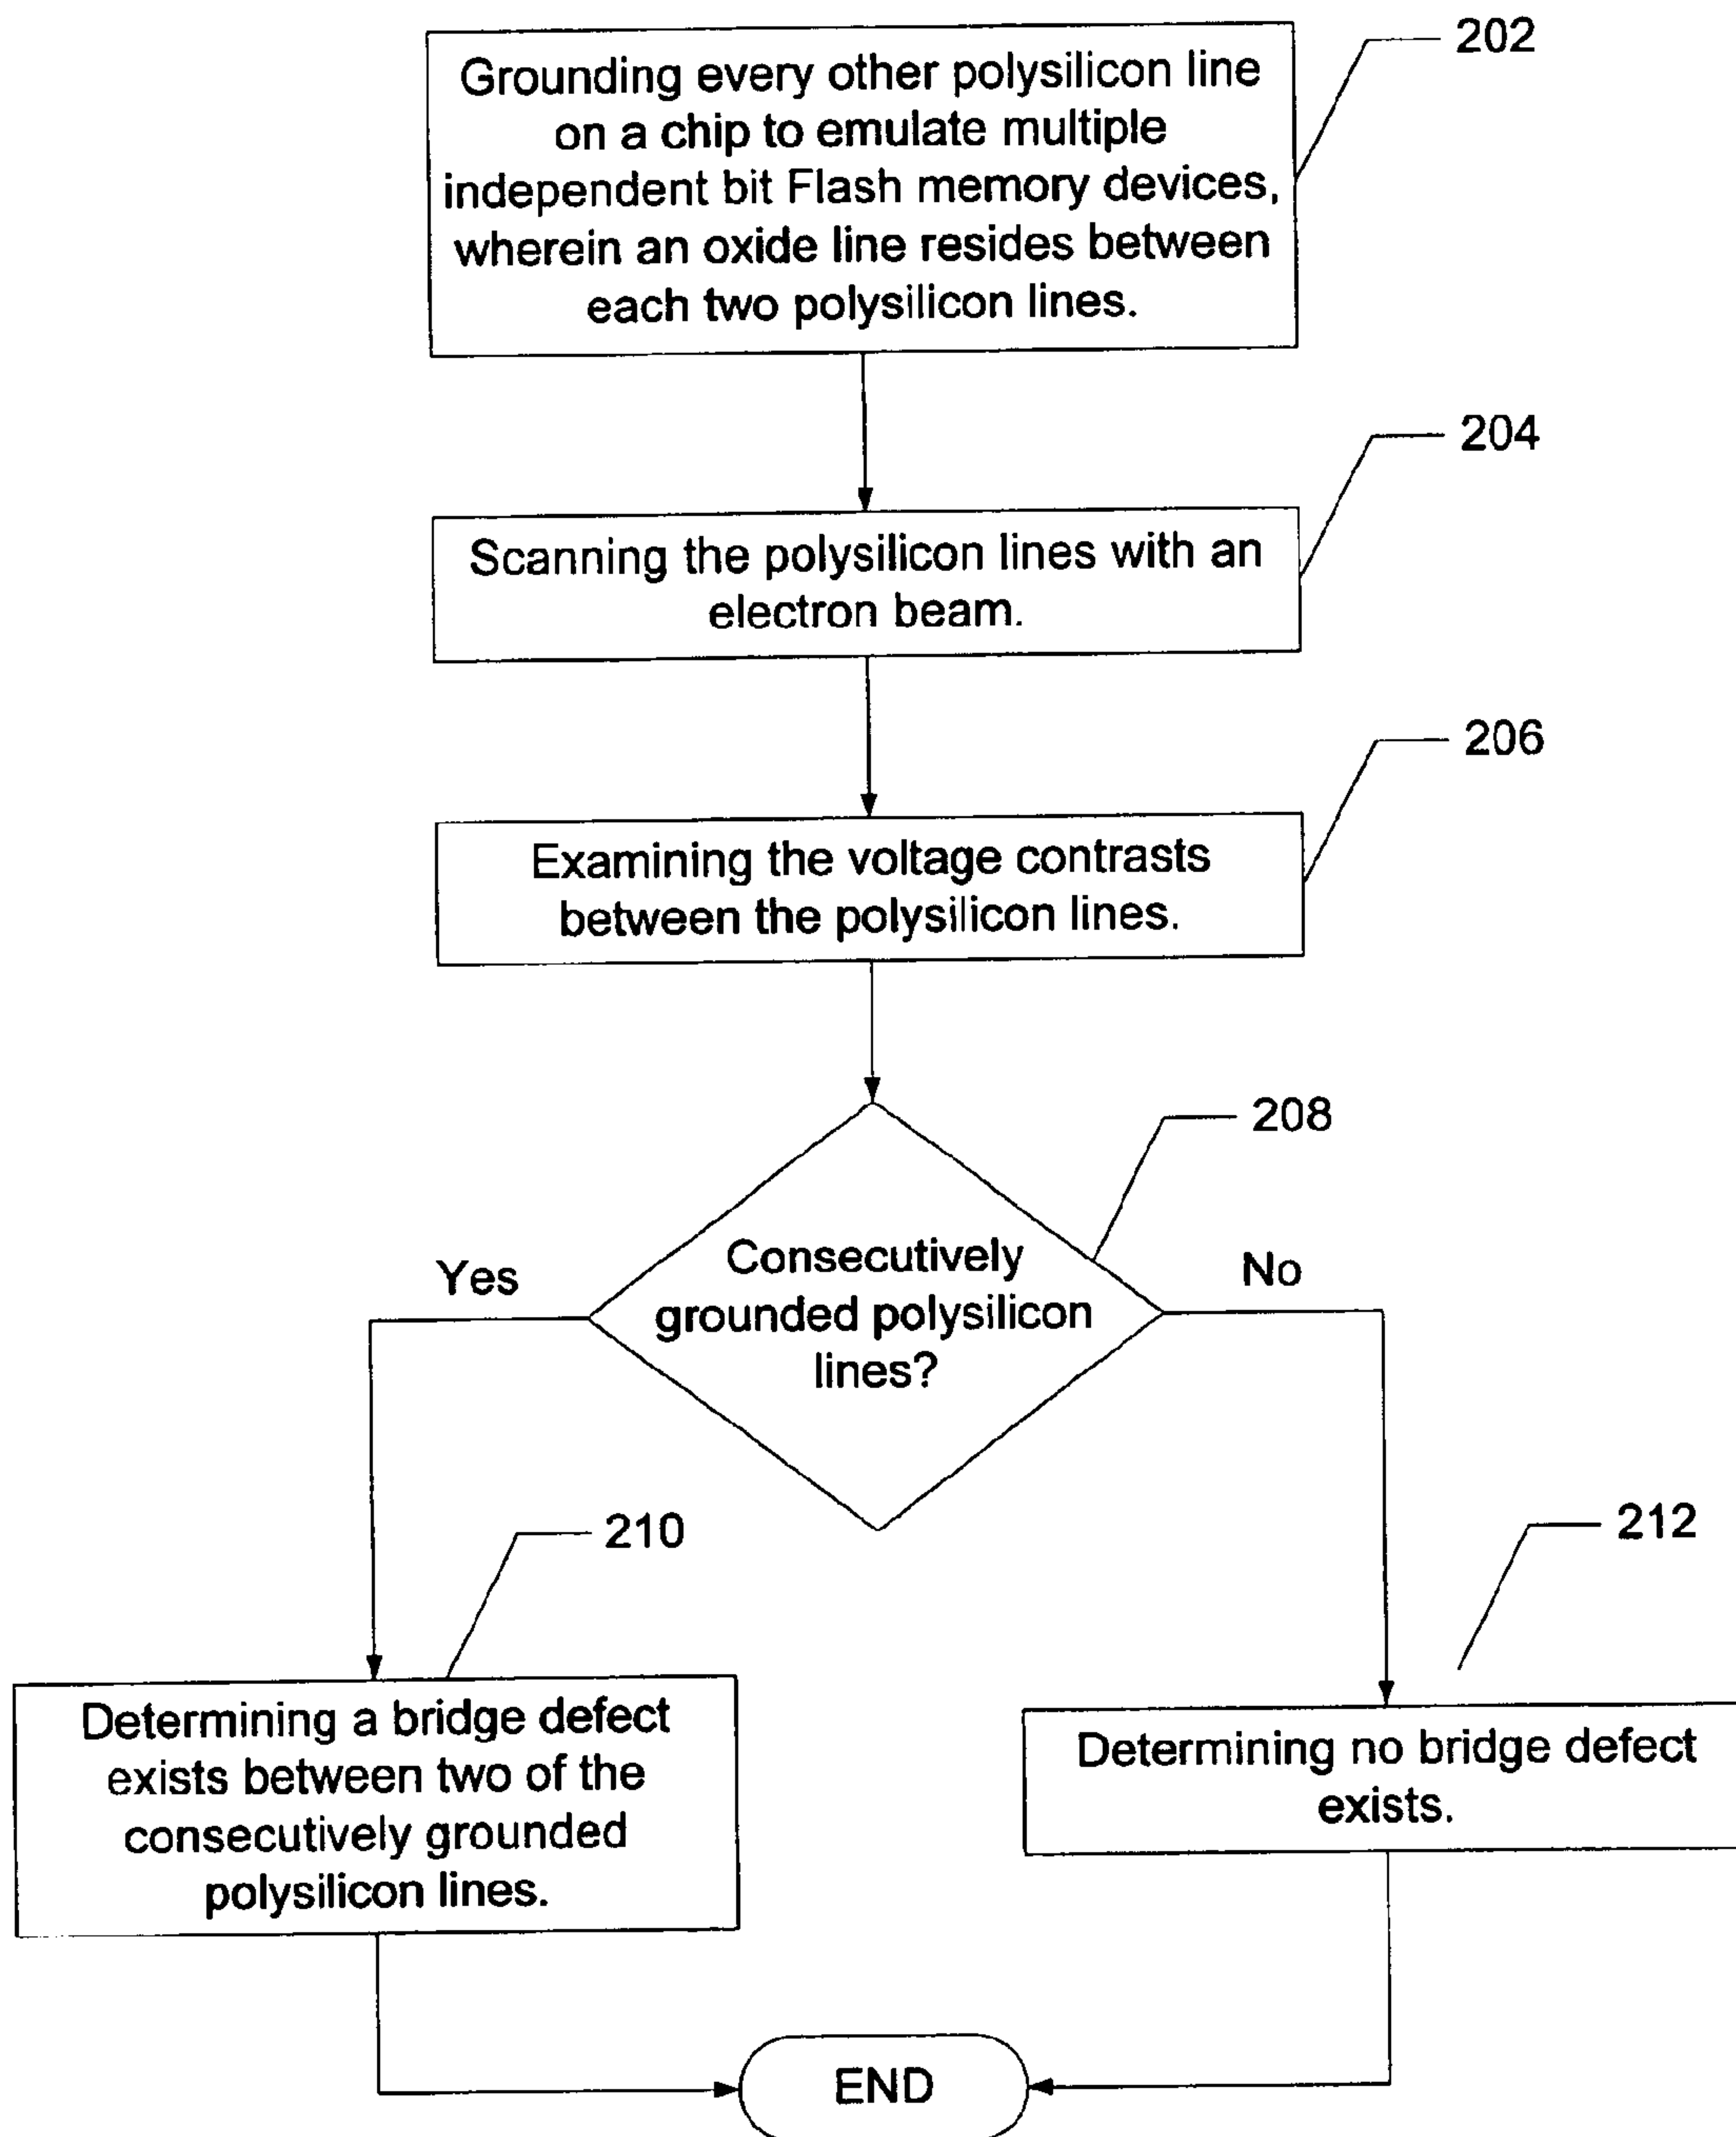 202
Grounding every other polysilicon line
on a chip to emulate multiple
independent bit Flash memory devices,
wherein an oxide line resides between
each two polysilicon lines.
204
Scanning the polysilicon lines with an
electron beam.
206
Examining the voltage contrasts
between the polysilicon lines.
208
Consecutively
grounded polysilicon
lines?
Yes
No
210
212
Determining a bridge defect
exists between two of the
consecutively grounded
polysilicon lines.
Determining no bridge defect
exists.
END